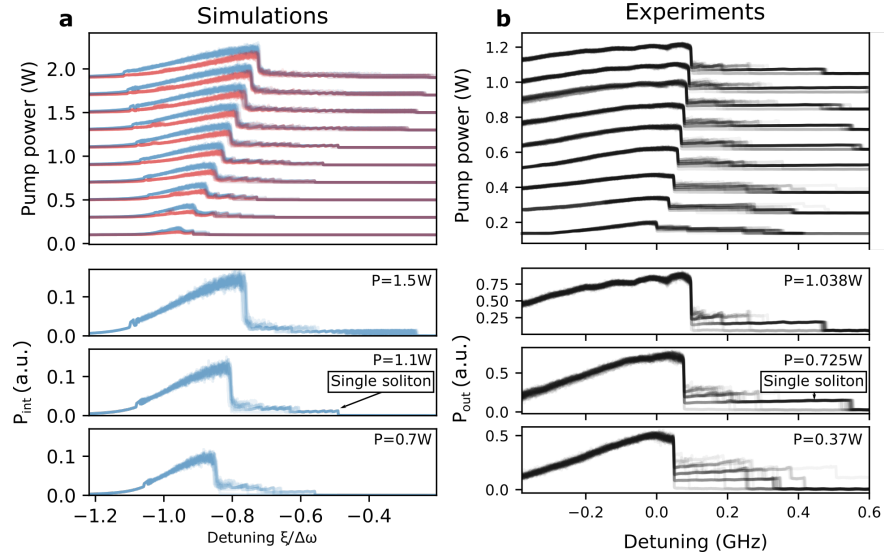 a
Simulations
b
Experiments
Pump power (W)
2.0
1.5
1.0
0.5
0.0
Pump power (W)
1.2
1.0
0.8
0.6
0.4
0.2
P_int (a.u.)
0.1
0.0
P=1.5W
0.1
0.0
P=1.1W
Single soliton
0.1
0.0
P=0.7W
−1.2
−1.0
−0.8
−0.6
−0.4
Detuning ξ/Δω
P_out (a.u.)
0.75
0.50
0.25
P=1.038W
0.5
0.0
P=0.725W
Single soliton
0.5
0.0
P=0.37W
−0.2
0.0
0.2
0.4
0.6
Detuning (GHz)